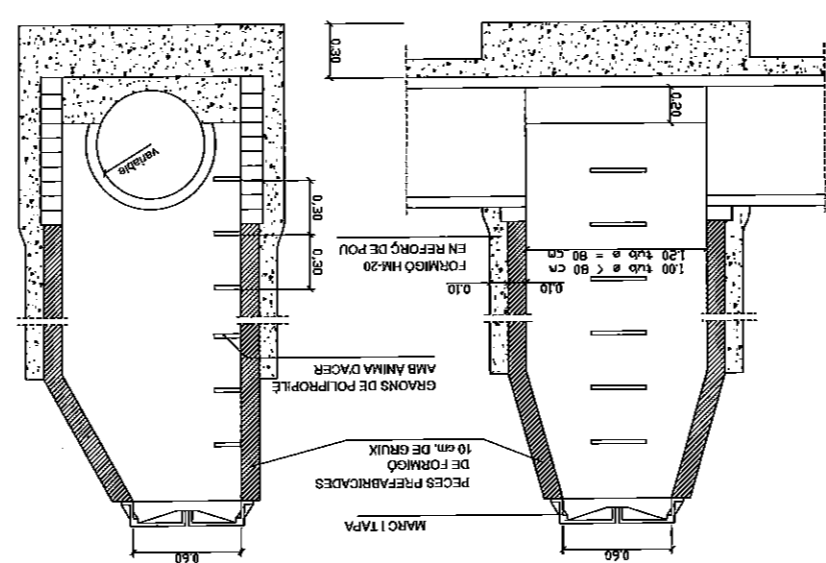 0.60
0.60
MARC I TAPA
PECES PREFABRICADES
DE FORMIGÓ
10 cm. DE GRUIX
GRAONS DE POLIPROPILÈ
AMB ÀNIMA D'ACER
0.10
0.10
1.00 tub ø < 80 cm
1.20 tub ø = 80 cm
FORMIGÓ HM-20
EN REFORÇ DE POU
0.30
0.30
variable
0.20
0.30